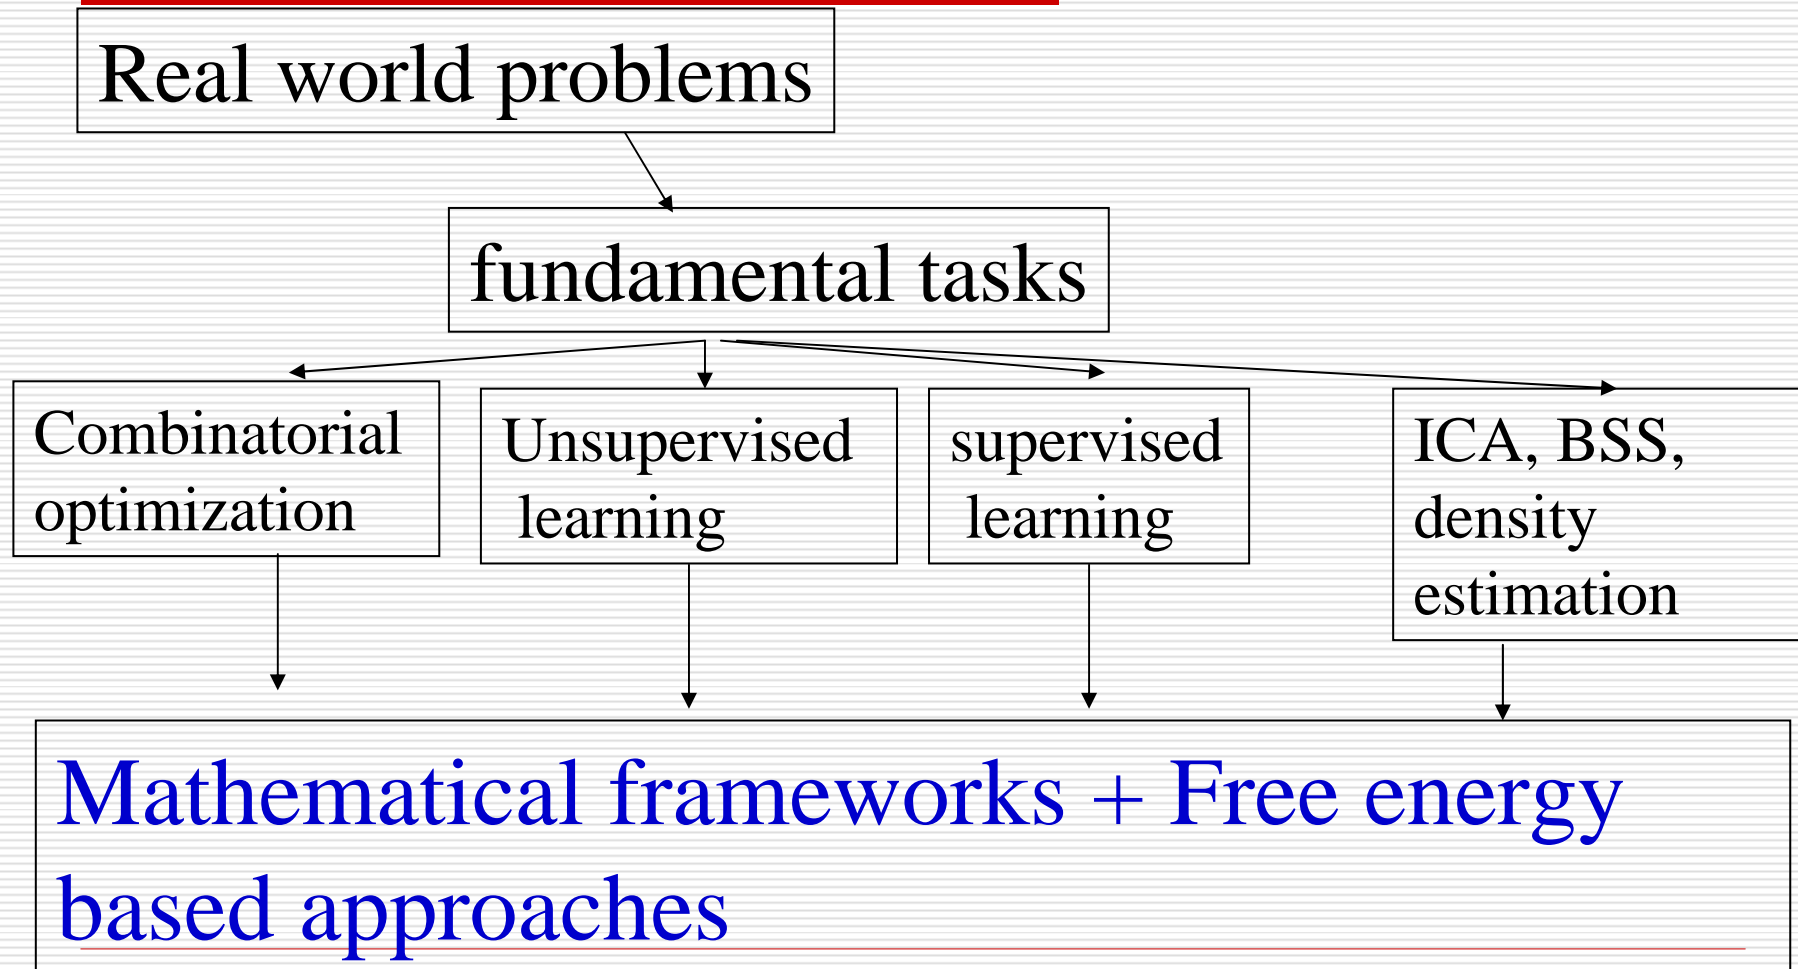 Real world problems
fundamental tasks
Combinatorial
optimization
Unsupervised
learning
supervised
learning
ICA, BSS,
density
estimation
Mathematical frameworks + Free energy
based approaches